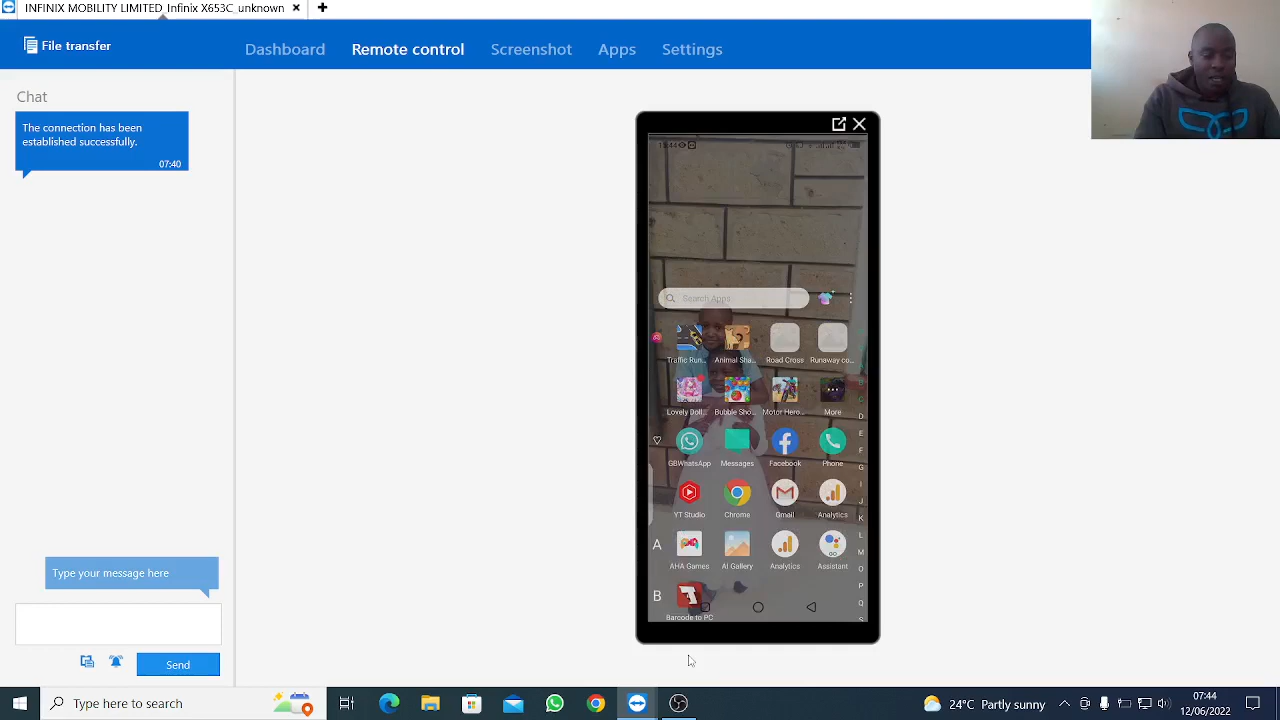 INFINIX MOBILITY LIMITED Infinix X653C_unknown
File transfer
Dashboard
Remote control
Screenshot
Apps
Settings
Chat
The connection has been
established successfully.
07:40
Search Apps
Traffic Run...
Animal Sha...
Road Cross
Runaway co...
Lovely Doll...
Bubble Sho...
Motor Hero...
More
GBWhatsApp
Messages
Facebook
Phone
YT Studio
Chrome
Gmail
Analytics
A
AHA Games
AI Gallery
Analytics
Assistant
B
Barcode to PC
B
C
D
E
F
G
I
J
K
L
M
O
P
Q
S
Type your message here
Send
Type here to search
24°C Partly sunny
07:44
12/06/2022